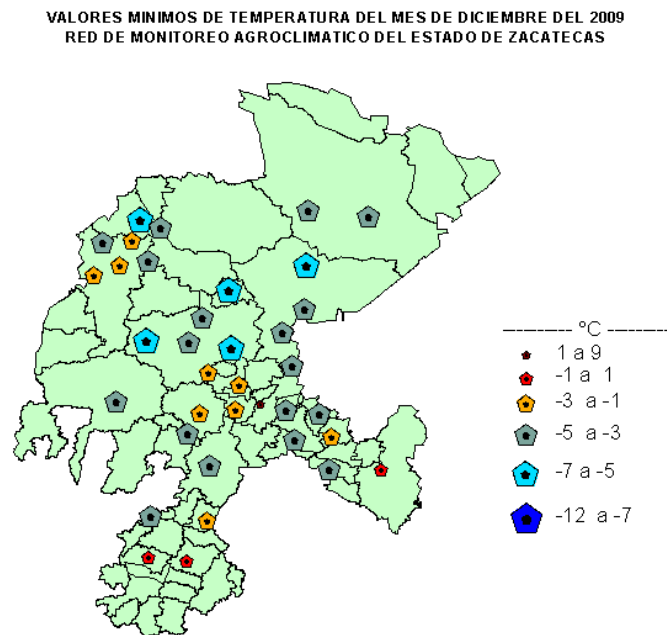 VALORES MINIMOS DE TEMPERATURA DEL MES DE DICIEMBRE DEL 2009
RED DE MONITOREO AGROCLIMATICO DEL ESTADO DE ZACATECAS
---------- °C ---------
1 a 9
-1 a 1
-3 a -1
-5 a -3
-7 a -5
-12 a -7